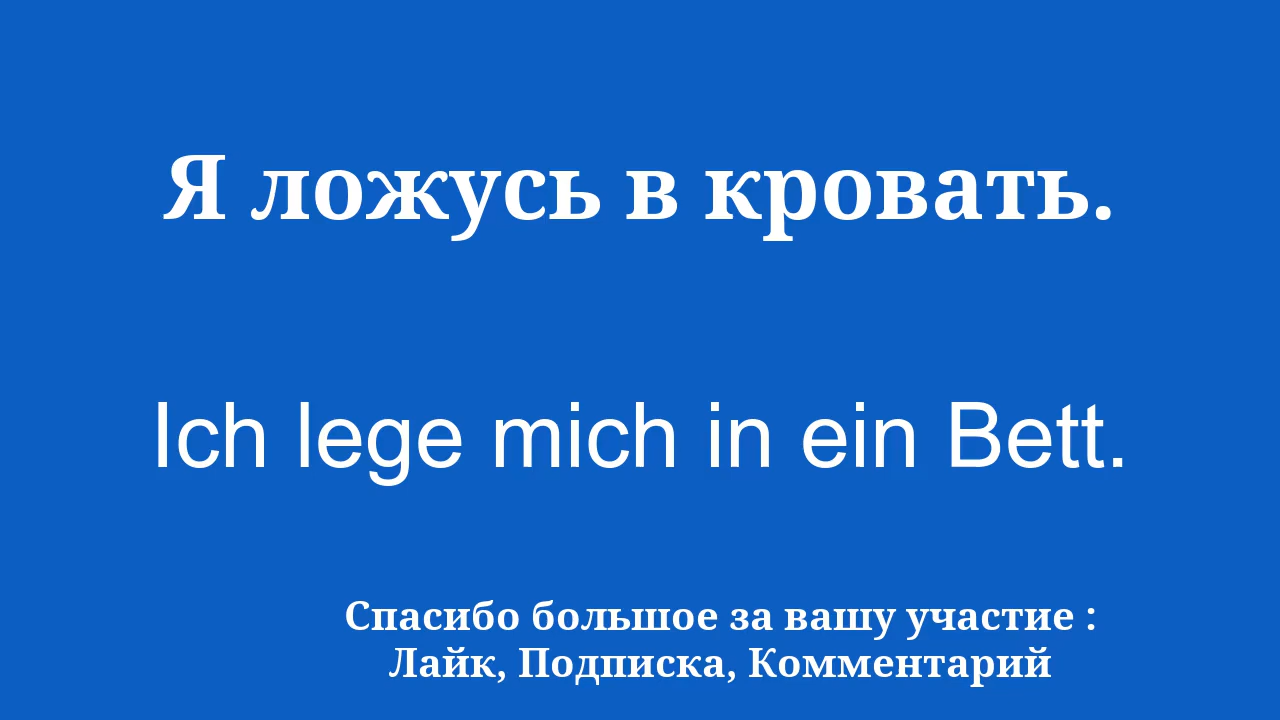 Я ложусь в кровать.
Ich lege mich in ein Bett.
Спасибо большое за вашу участие :
Лайк, Подписка, Комментарий